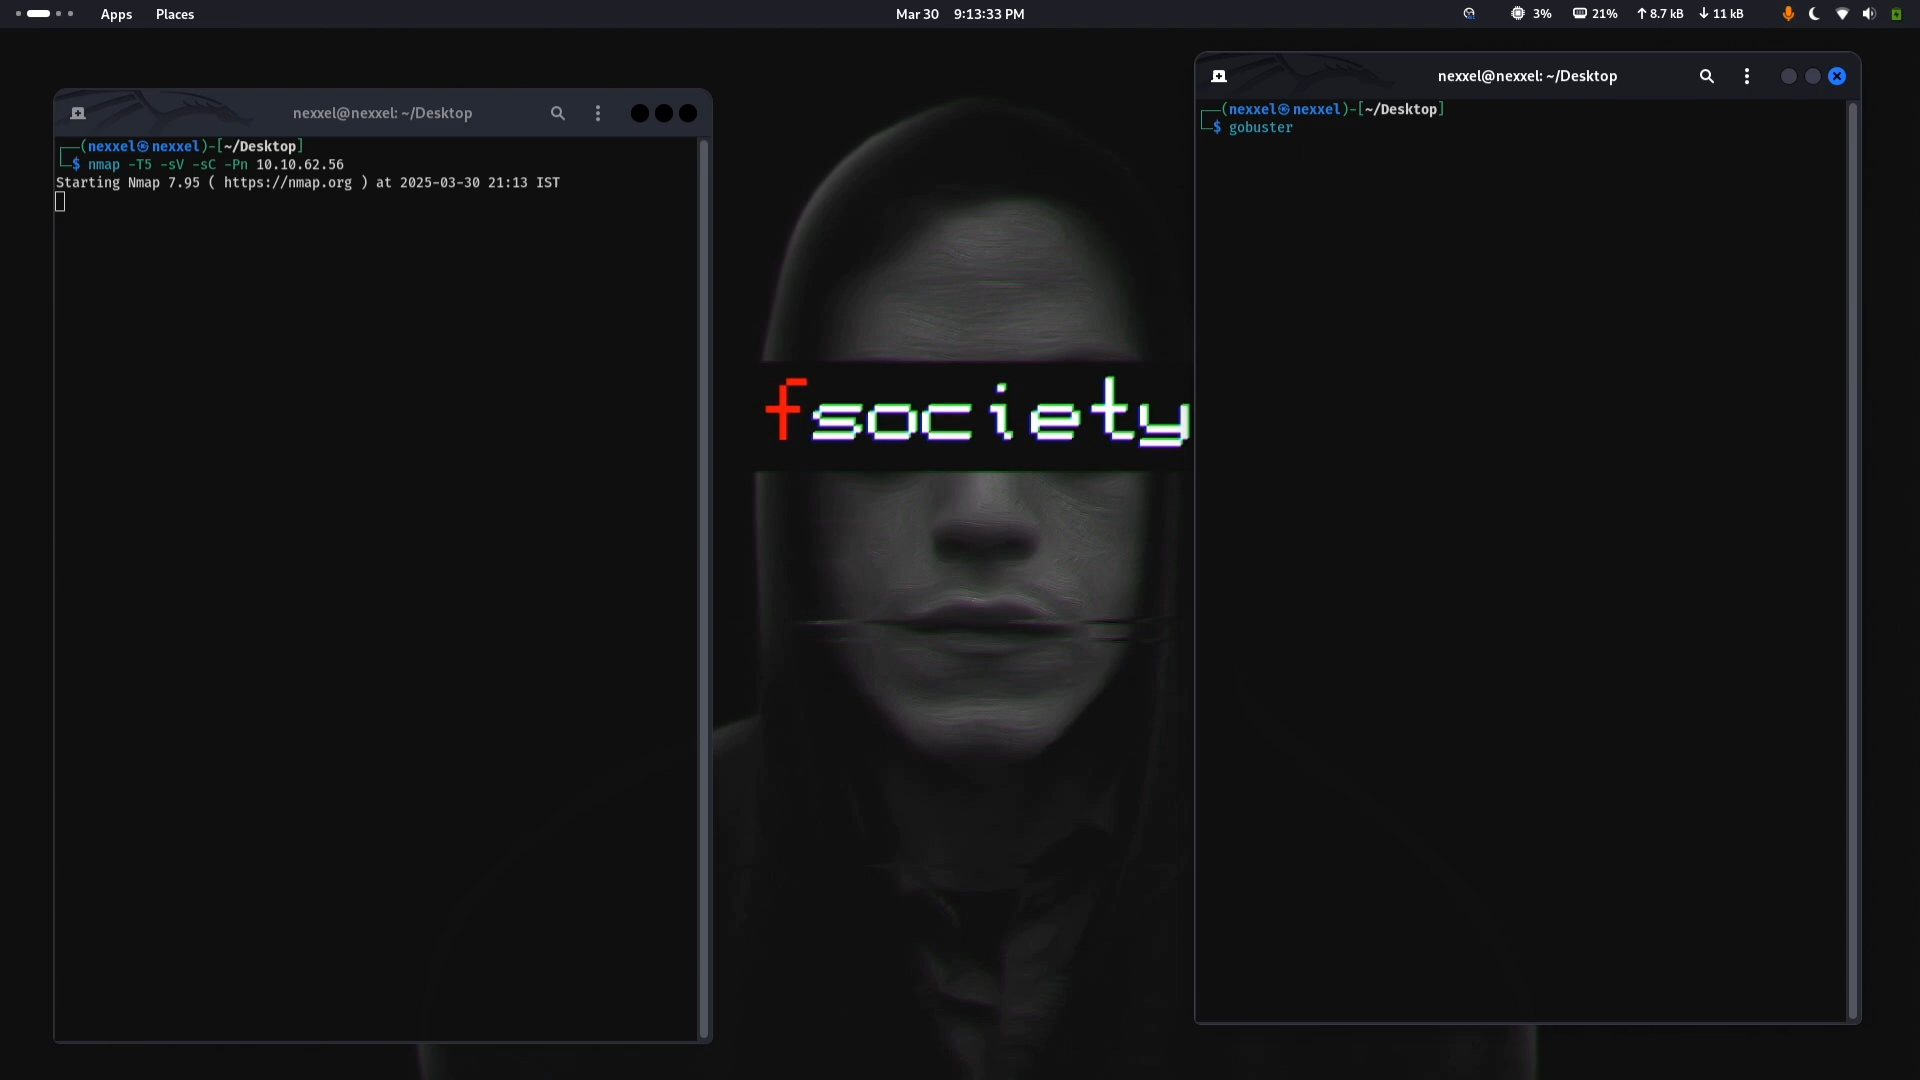 Apps Places Mar 30 9:13:33 PM 3% 21% ↑ 8.7 kB ↓ 11 kB
nexxel@nexxel: ~/Desktop
┌──(nexxel㉿nexxel)-[~/Desktop]
└─$ nmap -T5 -sV -sC -Pn 10.10.62.56
Starting Nmap 7.95 ( https://nmap.org ) at 2025-03-30 21:13 IST
fsociety
nexxel@nexxel: ~/Desktop
┌──(nexxel㉿nexxel)-[~/Desktop]
└─$ gobuster